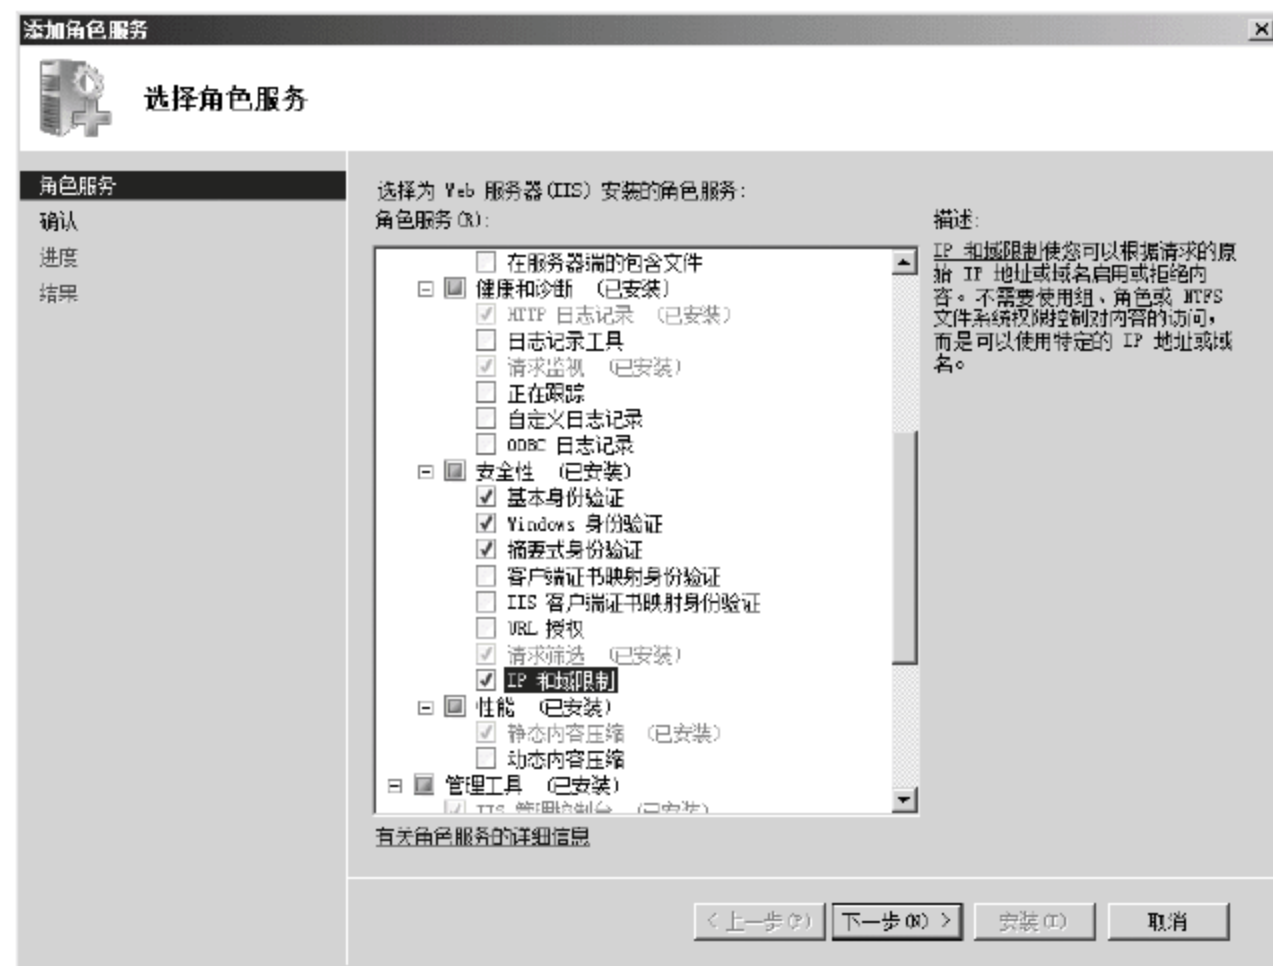 添加角色服务
选择角色服务
角色服务
确认
进度
结果
选择为 Web 服务器(IIS) 安装的角色服务:
角色服务(R):
在服务器端的包含文件
健康和诊断 (已安装)
HTTP 日志记录 (已安装)
日志记录工具
请求监视 (已安装)
正在跟踪
自定义日志记录
ODBC 日志记录
安全性 (已安装)
基本身份验证
Windows 身份验证
摘要式身份验证
客户端证书映射身份验证
IIS 客户端证书映射身份验证
URL 授权
请求筛选 (已安装)
IP 和域限制
性能 (已安装)
静态内容压缩 (已安装)
动态内容压缩
管理工具 (已安装)
IIS 管理控制台 (已安装)
有关角色服务的详细信息
描述:
IP 和域限制使您可以根据请求的原
始 IP 地址或域名启用或拒绝内
容。不需要使用组、角色或 NTFS
文件系统权限控制对内容的访问，
而是可以使用特定的 IP 地址或域
名。
< 上一步(P)
下一步(N) >
安装(I)
取消